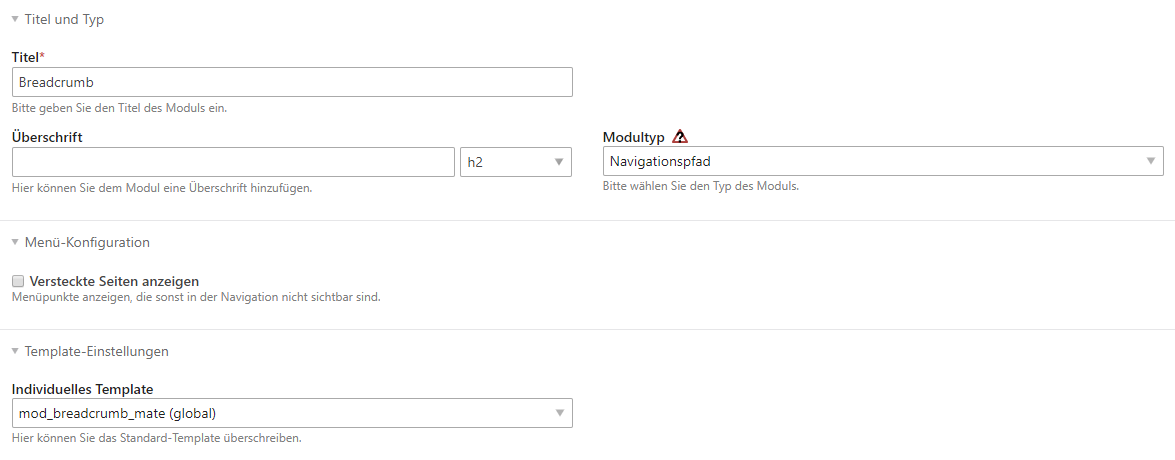 Titel und Typ
Titel*
Breadcrumb
Bitte geben Sie den Titel des Moduls ein.
Überschrift
Modultyp
h2
Navigationspfad
Hier können Sie dem Modul eine Überschrift hinzufügen.
Bitte wählen Sie den Typ des Moduls.
Menü-Konfiguration
Versteckte Seiten anzeigen
Menüpunkte anzeigen, die sonst in der Navigation nicht sichtbar sind.
Template-Einstellungen
Individuelles Template
mod_breadcrumb_mate (global)
Hier können Sie das Standard-Template überschreiben.